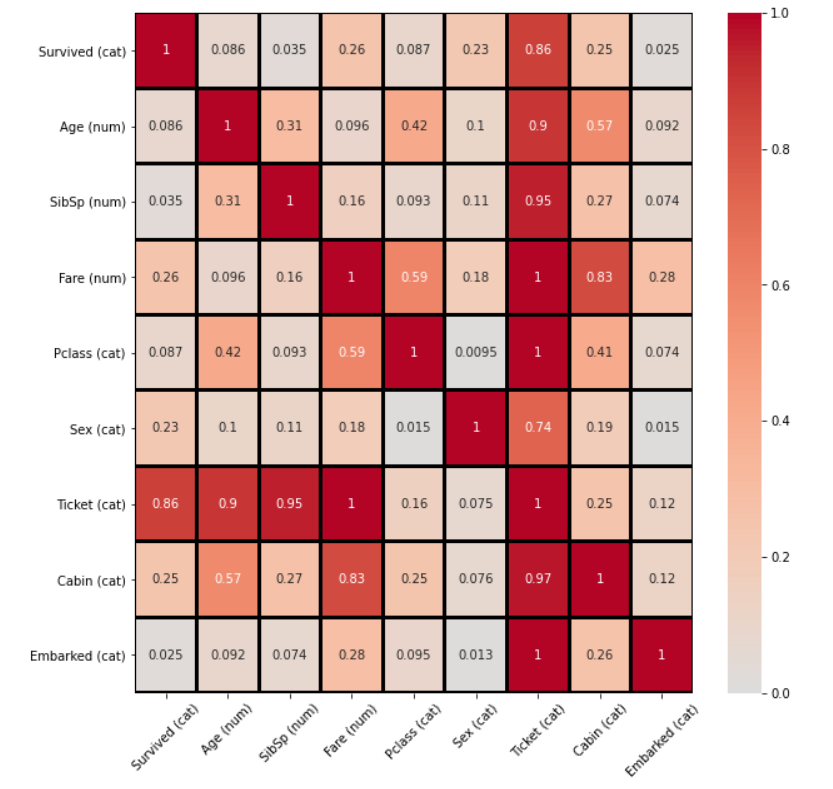 Survived (cat) 1 0.086 0.035 0.26 0.087 0.23 0.86 0.25 0.025
Age (num) 0.086 1 0.31 0.096 0.42 0.1 0.9 0.57 0.092
SibSp (num) 0.035 0.31 1 0.16 0.093 0.11 0.95 0.27 0.074
Fare (num) 0.26 0.096 0.16 1 0.59 0.18 1 0.83 0.28
Pclass (cat) 0.087 0.42 0.093 0.59 1 0.0095 1 0.41 0.074
Sex (cat) 0.23 0.1 0.11 0.18 0.015 1 0.74 0.19 0.015
Ticket (cat) 0.86 0.9 0.95 1 0.16 0.075 1 0.25 0.12
Cabin (cat) 0.25 0.57 0.27 0.83 0.25 0.076 0.97 1 0.12
Embarked (cat) 0.025 0.092 0.074 0.28 0.095 0.013 1 0.26 1
Survived (cat) Age (num) SibSp (num) Fare (num) Pclass (cat) Sex (cat) Ticket (cat) Cabin (cat) Embarked (cat)
1.0
0.8
0.6
0.4
0.2
0.0